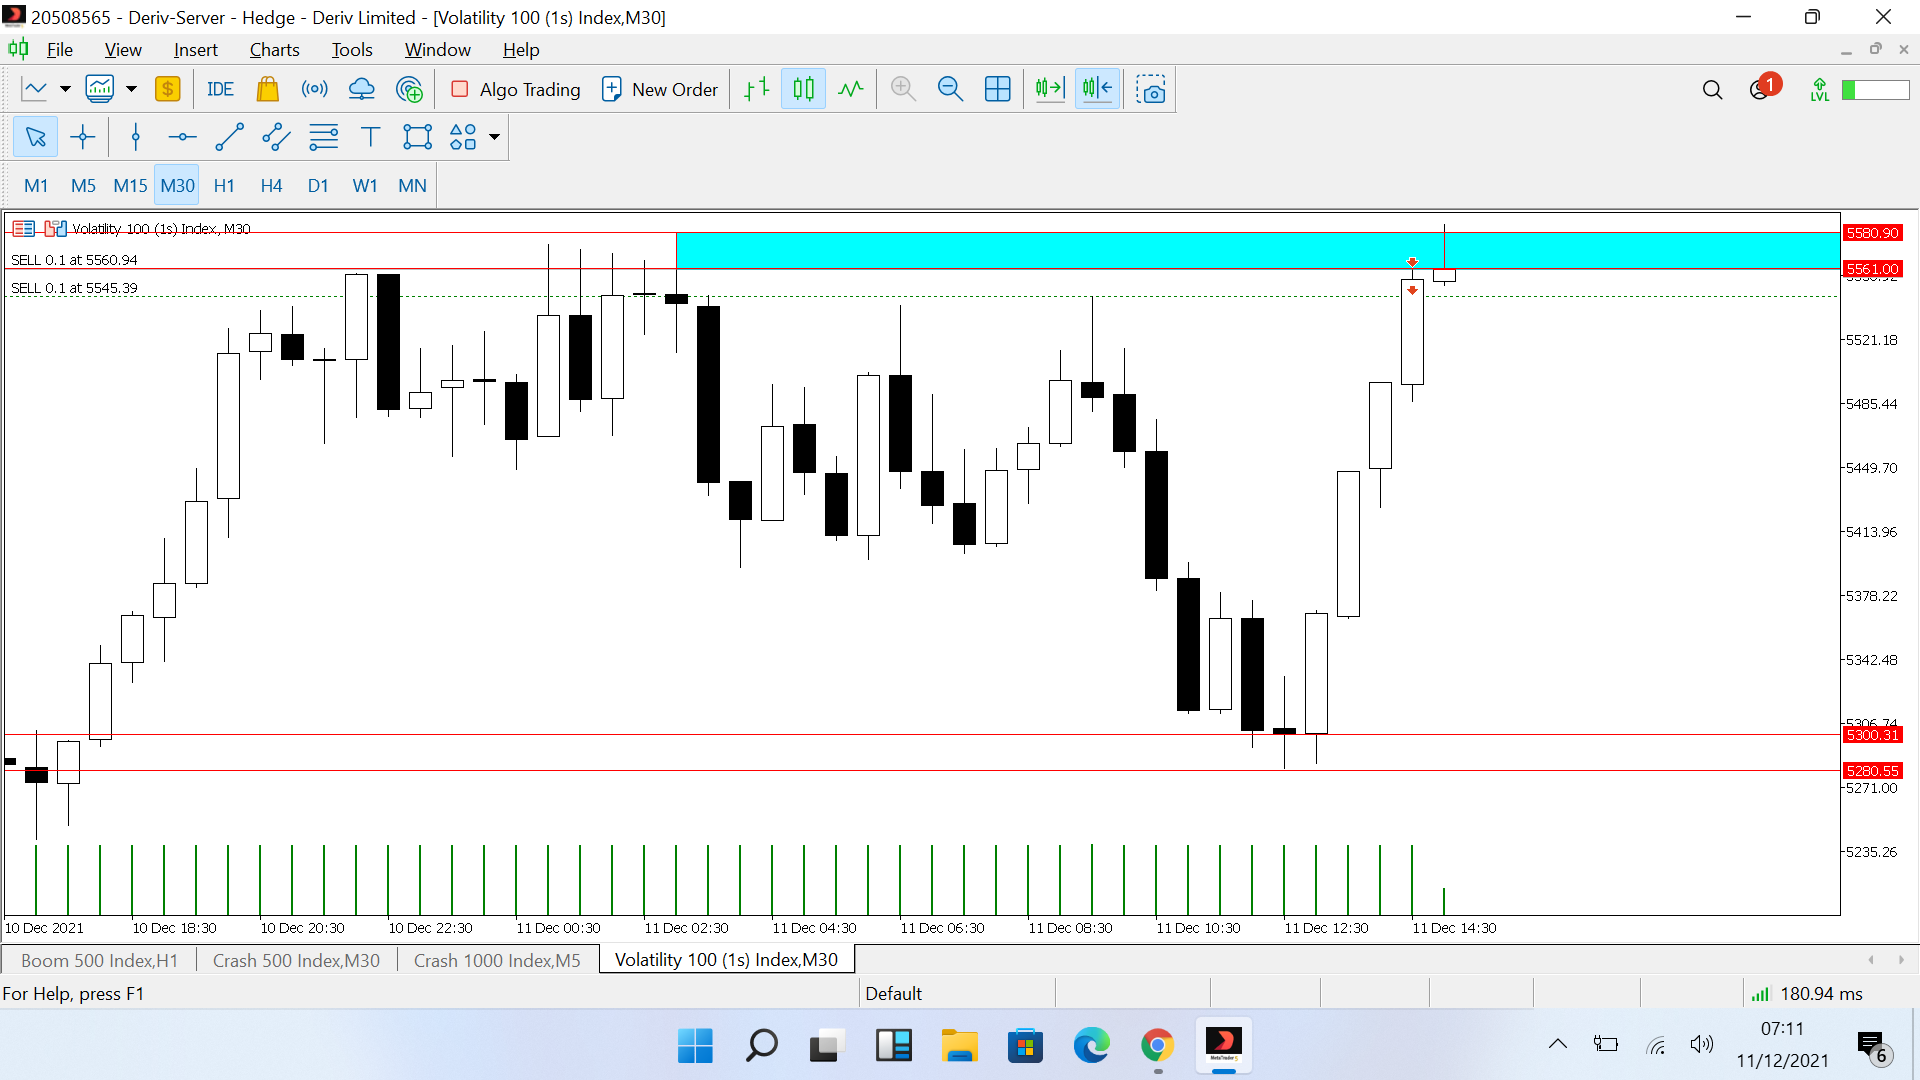 20508565 - Deriv-Server - Hedge - Deriv Limited - [Volatility 100 (1s) Index,M30]
File View Insert Charts Tools Window Help
IDE Algo Trading New Order 1 LVL
T
M1 M5 M15 M30 H1 H4 D1 W1 MN
Volatility 100 (1s) Index, M30
5580.90
SELL 0.1 at 5560.94
5561.00
SELL 0.1 at 5545.39
5521.18
5485.44
5449.70
5413.96
5378.22
5342.48
5306.74
5300.31
5280.55
5271.00
5235.26
10 Dec 2021 10 Dec 18:30 10 Dec 20:30 10 Dec 22:30 11 Dec 00:30 11 Dec 02:30 11 Dec 04:30 11 Dec 06:30 11 Dec 08:30 11 Dec 10:30 11 Dec 12:30 11 Dec 14:30
Boom 500 Index,H1 Crash 500 Index,M30 Crash 1000 Index,M5 Volatility 100 (1s) Index,M30
For Help, press F1 Default 180.94 ms
07:11
11/12/2021
6